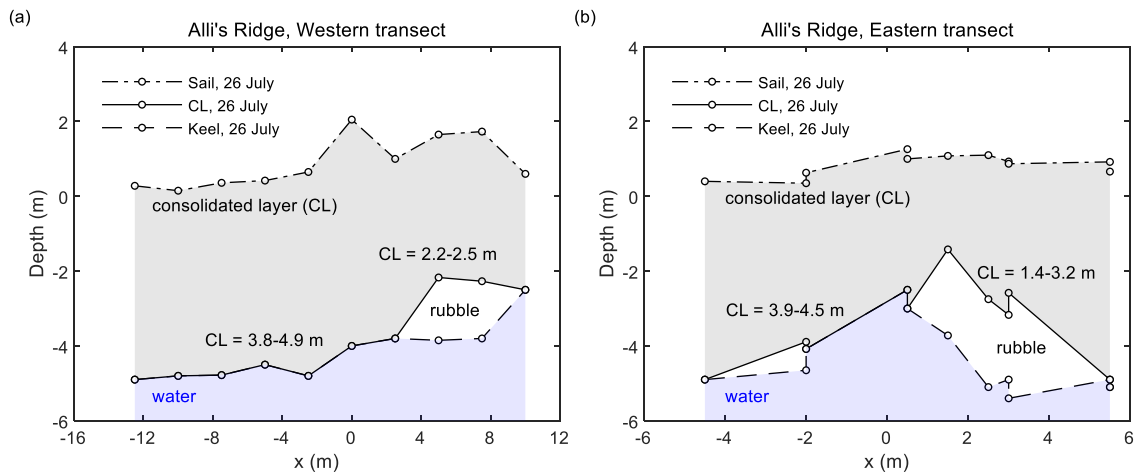 (a)
Alli's Ridge, Western transect
4
2
0
-2
-4
-6
Depth (m)
Sail, 26 July
CL, 26 July
Keel, 26 July
consolidated layer (CL)
CL = 2.2-2.5 m
rubble
CL = 3.8-4.9 m
water
-16 -12 -8 -4 0 4 8 12
x (m)
(b)
Alli's Ridge, Eastern transect
4
2
0
-2
-4
-6
Depth (m)
Sail, 26 July
CL, 26 July
Keel, 26 July
consolidated layer (CL)
CL = 1.4-3.2 m
CL = 3.9-4.5 m
rubble
water
-6 -4 -2 0 2 4 6
x (m)